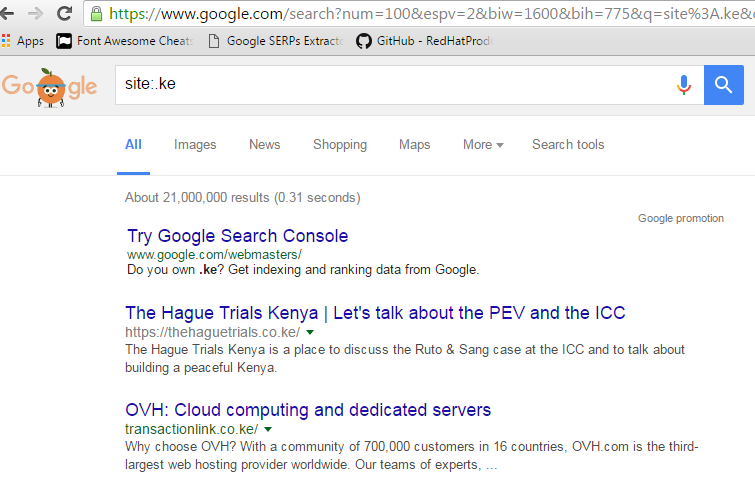 https://www.google.com/search?num=100&espv=2&biw=1600&bih=775&q=site%3A.ke&
Apps Font Awesome Cheats Google SERPs Extracto GitHub - RedHatProdu
Google
site:.ke
All Images News Shopping Maps More Search tools
About 21,000,000 results (0.31 seconds)
Google promotion
Try Google Search Console
www.google.com/webmasters/
Do you own .ke? Get indexing and ranking data from Google.
The Hague Trials Kenya | Let's talk about the PEV and the ICC
https://thehaguetrials.co.ke/
The Hague Trials Kenya is a place to discuss the Ruto & Sang case at the ICC and to talk about
building a peaceful Kenya.
OVH: Cloud computing and dedicated servers
transactionlink.co.ke/
Why choose OVH? With a community of 700,000 customers in 16 countries, OVH.com is the third-
largest web hosting provider worldwide. Our teams of experts, ...